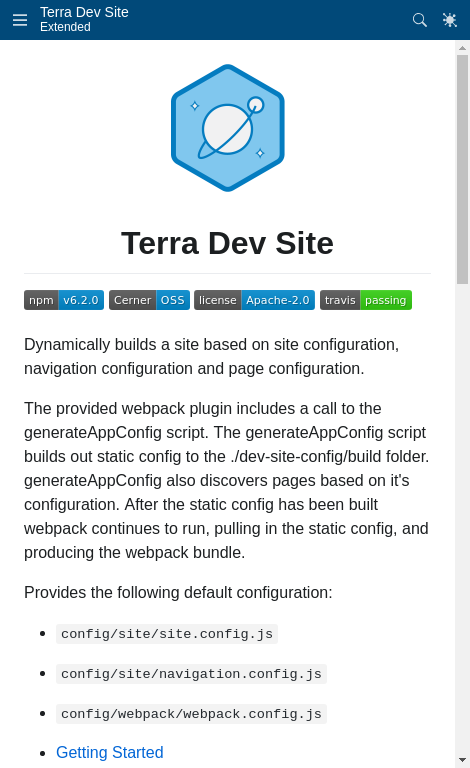 Terra Dev Site
Extended
Terra Dev Site
npm v6.2.0 Cerner OSS license Apache-2.0 travis passing
Dynamically builds a site based on site configuration,
navigation configuration and page configuration.
The provided webpack plugin includes a call to the
generateAppConfig script. The generateAppConfig script
builds out static config to the ./dev-site-config/build folder.
generateAppConfig also discovers pages based on it's
configuration. After the static config has been built
webpack continues to run, pulling in the static config, and
producing the webpack bundle.
Provides the following default configuration:
• config/site/site.config.js
• config/site/navigation.config.js
• config/webpack/webpack.config.js
• Getting Started